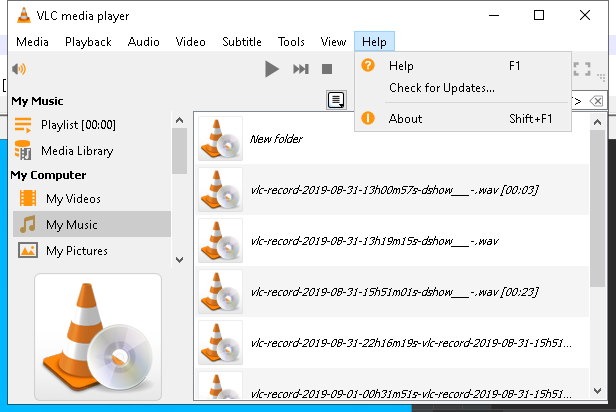 VLC media player
Media Playback Audio Video Subtitle Tools View Help
Help F1
Check for Updates...
About Shift+F1
My Music
Playlist [00:00]
Media Library
My Computer
My Videos
My Music
My Pictures
New folder
vlc-record-2019-08-31-13h00m57s-dshow___-.wav [00:03]
vlc-record-2019-08-31-13h19m15s-dshow___-.wav
vlc-record-2019-08-31-15h51m01s-dshow___-.wav [00:23]
vlc-record-2019-08-31-22h16m19s-vlc-record-2019-08-31-15h51...
vlc-record-2019-09-01-00h31m51s-vlc-record-2019-08-31-15h51...